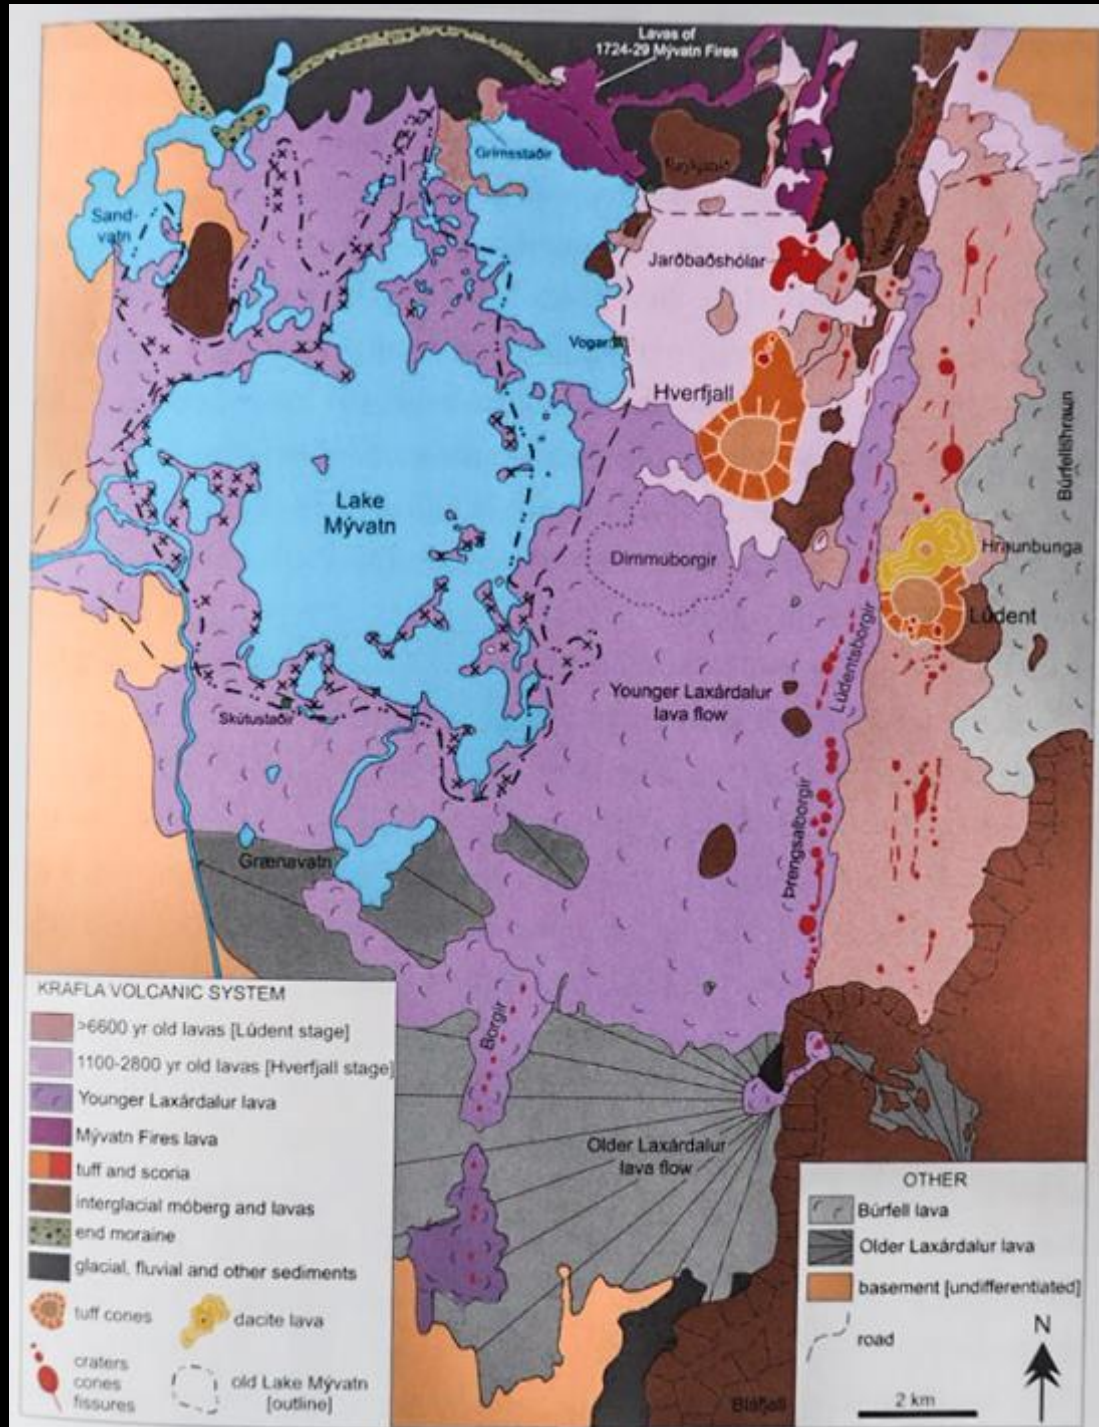 Lavas of
1724-29 Mývatn Fires
Grímsstaðir
Sand-
vatn
Jarðbaðshólar
Vogar
Hverfjall
Lake
Mývatn
Búrfellshraun
Dimmuborgir
Hraunbunga
Lúdent
Lúdentsborgir
Younger Laxárdalur
lava flow
Skútustaðir
Þrengslaborgir
Grænavatn
Borgir
Older Laxárdalur
lava flow
Bláfjall
KRAFLA VOLCANIC SYSTEM
>6600 yr old lavas [Lúdent stage]
1100-2800 yr old lavas [Hverfjall stage]
Younger Laxárdalur lava
Mývatn Fires lava
tuff and scoria
interglacial móberg and lavas
end moraine
glacial, fluvial and other sediments
tuff cones
dacite lava
craters
cones
fissures
old Lake Mývatn
[outline]
OTHER
Búrfell lava
Older Laxárdalur lava
basement [undifferentiated]
road
N
2 km